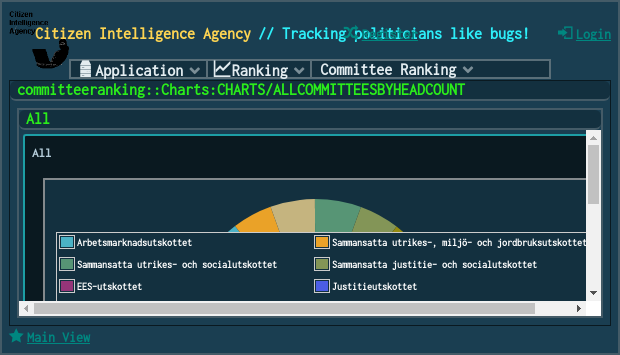 Citizen
Intelligence
Agency
Citizen Intelligence Agency // Tracking politicians like bugs!
Register
Login
Application
Ranking
Committee Ranking
committeeranking::Charts:CHARTS/ALLCOMMITTEESBYHEADCOUNT
All
All
Arbetsmarknadsutskottet
Sammansatta utrikes-, miljö- och jordbruksutskottet
Sammansatta utrikes- och socialutskottet
Sammansatta justitie- och socialutskottet
EES-utskottet
Justitieutskottet
Main View